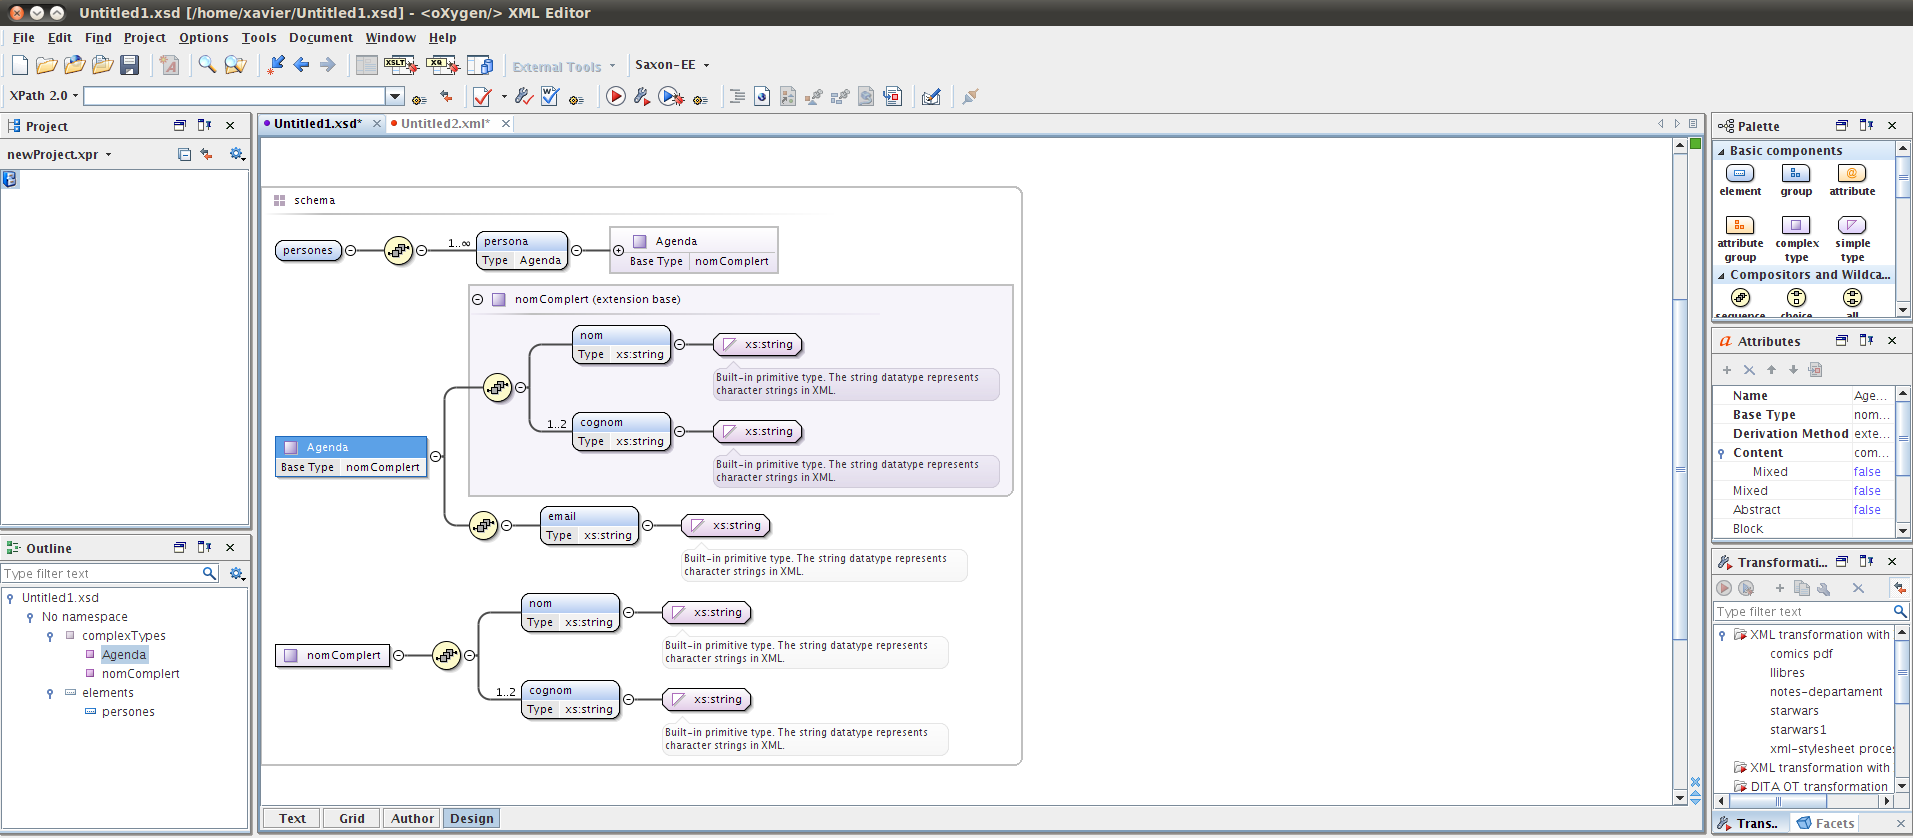 Untitled1.xsd [/home/xavier/Untitled1.xsd] - <oXygen/> XML Editor
File Edit Find Project Options Tools Document Window Help
XSLT XQ External Tools Saxon-EE
XPath 2.0
Project
newProject.xpr
Outline
Type filter text
Untitled1.xsd
No namespace
complexTypes
Agenda
nomComplert
elements
persones
Untitled1.xsd* Untitled2.xml*
schema
persones
1..∞
persona
Type Agenda
Agenda
Base Type nomComplert
nomComplert (extension base)
nom
Type xs:string
xs:string
Built-in primitive type. The string datatype represents
character strings in XML.
1..2
cognom
Type xs:string
xs:string
Built-in primitive type. The string datatype represents
character strings in XML.
Agenda
Base Type nomComplert
email
Type xs:string
xs:string
Built-in primitive type. The string datatype represents
character strings in XML.
nom
Type xs:string
xs:string
Built-in primitive type. The string datatype represents
character strings in XML.
nomComplert
1..2
cognom
Type xs:string
xs:string
Built-in primitive type. The string datatype represents
character strings in XML.
Text Grid Author Design
Palette
Basic components
element group attribute
attribute group
complex type
simple type
Compositors and Wildca...
sequence choice all
Attributes
Name Age...
Base Type nom...
Derivation Method exte...
Content com...
Mixed false
Mixed false
Abstract false
Block
Transformati...
Type filter text
XML transformation with
comics pdf
llibres
notes-departament
starwars
starwars1
xml-stylesheet proce
XML transformation with
DITA OT transformation
Trans.. Facets